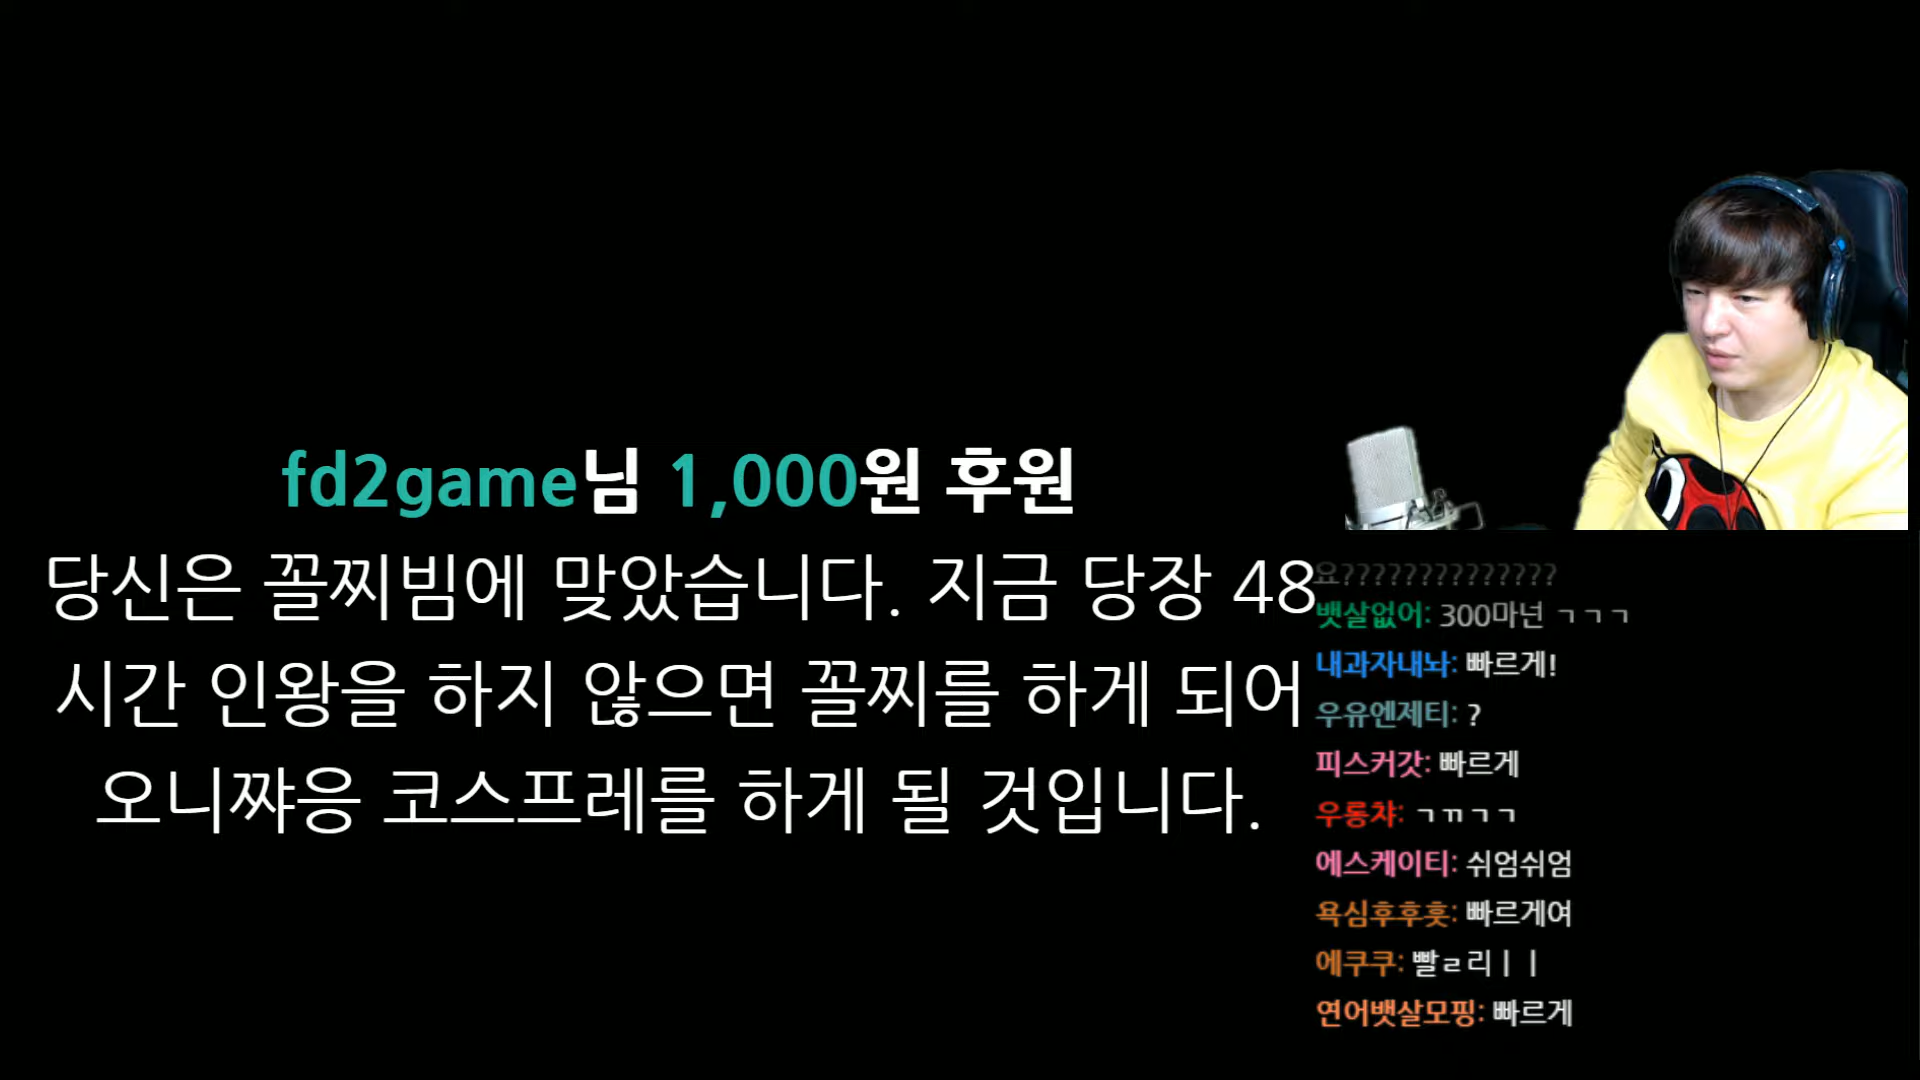 fd2game님 1,000원 후원
당신은 꼴찌빔에 맞았습니다. 지금 당장 48
시간 인왕을 하지 않으면 꼴찌를 하게 되어
오니쨔응 코스프레를 하게 될 것입니다.
요??????????????
뱃살없어: 300마넌 ㄱㄱㄱ
내과자내놔: 빠르게!
우유엔제티: ?
피스커갓: 빠르게
우롱챠: ㄱㄲㄱㄱ
에스케이티: 쉬엄쉬엄
욕심후후훗: 빠르게여
에쿠쿠: 빨ㄹ리ㅣㅣ
연어뱃살모핑: 빠르게